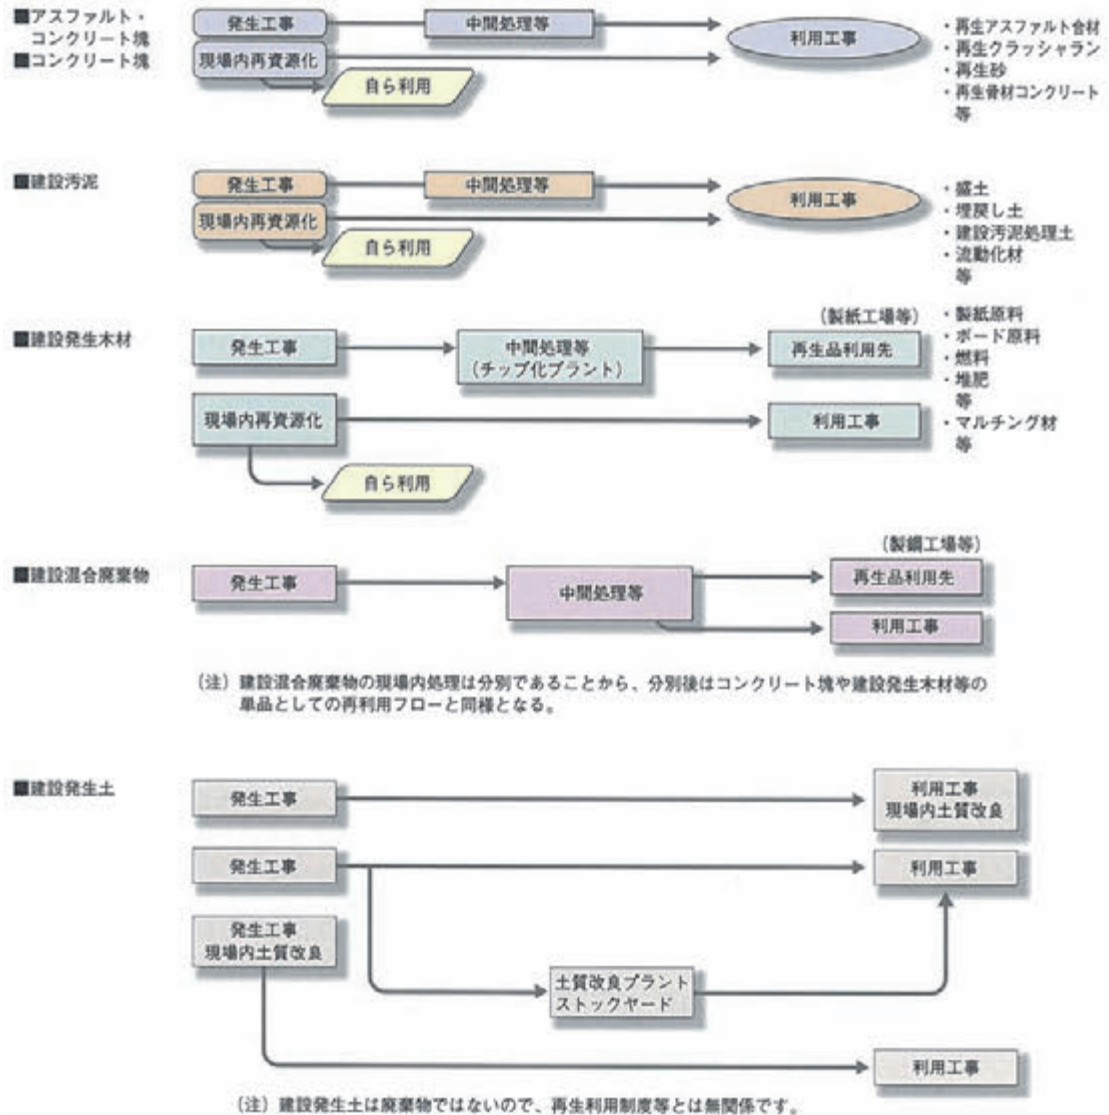 ■アスファルト・
コンクリート塊
■コンクリート塊
発生工事
中間処理等
利用工事
現場内再資源化
自ら利用
・再生アスファルト合材
・再生クラッシャラン
・再生砂
・再生骨材コンクリート
等
■建設汚泥
発生工事
中間処理等
利用工事
現場内再資源化
自ら利用
・盛土
・埋戻し土
・建設汚泥処理土
・流動化材
等
■建設発生木材
発生工事
中間処理等
(チップ化プラント)
(製紙工場等)
再生品利用先
現場内再資源化
利用工事
自ら利用
・製紙原料
・ボード原料
・燃料
・堆肥
等
・マルチング材
等
■建設混合廃棄物
発生工事
中間処理等
(製鋼工場等)
再生品利用先
利用工事
(注) 建設混合廃棄物の現場内処理は分別であることから、分別後はコンクリート塊や建設発生木材等の
単品としての再利用フローと同様となる。
■建設発生土
発生工事
利用工事
現場内土質改良
発生工事
利用工事
発生工事
現場内土質改良
土質改良プラント
ストックヤード
利用工事
(注) 建設発生土は廃棄物ではないので、再生利用制度等とは無関係です。